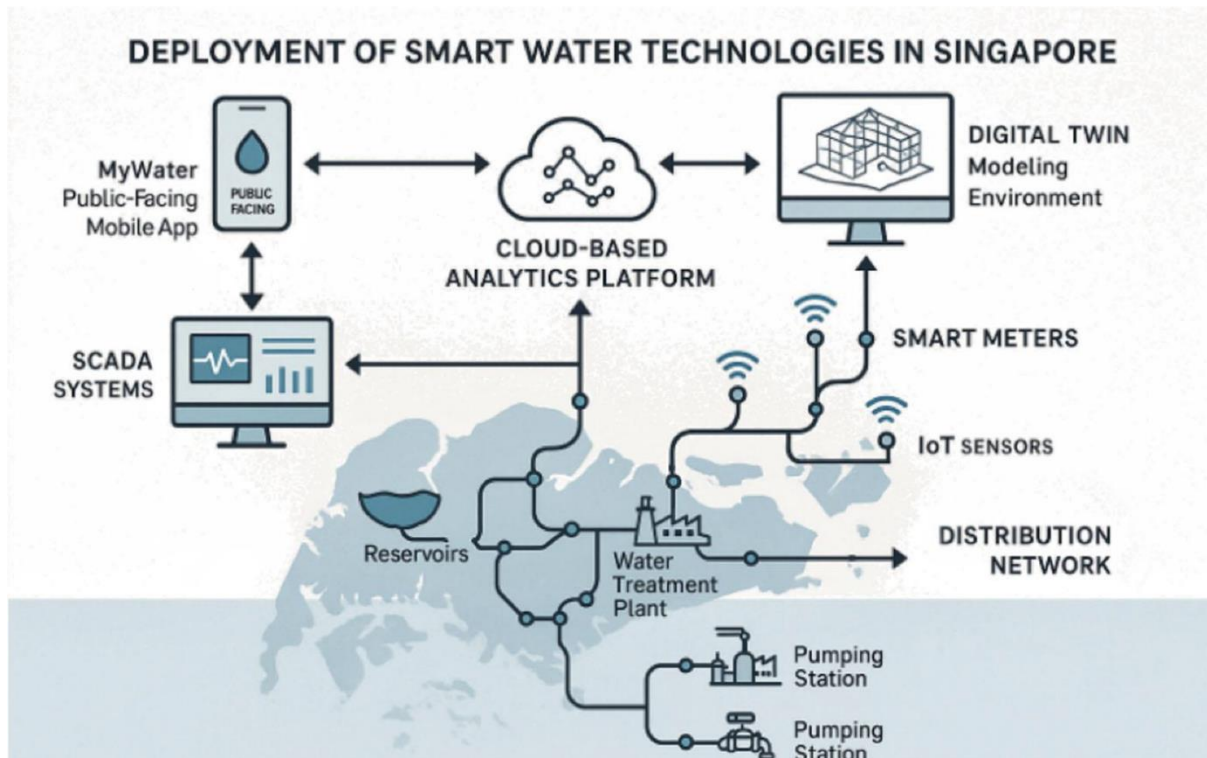 DEPLOYMENT OF SMART WATER TECHNOLOGIES IN SINGAPORE
MyWater
Public-Facing
Mobile App
PUBLIC
FACING
CLOUD-BASED
ANALYTICS PLATFORM
DIGITAL TWIN
Modeling
Environment
SCADA
SYSTEMS
SMART METERS
IoT SENSORS
Reservoirs
Water
Treatment
Plant
DISTRIBUTION
NETWORK
Pumping
Station
Pumping
Station